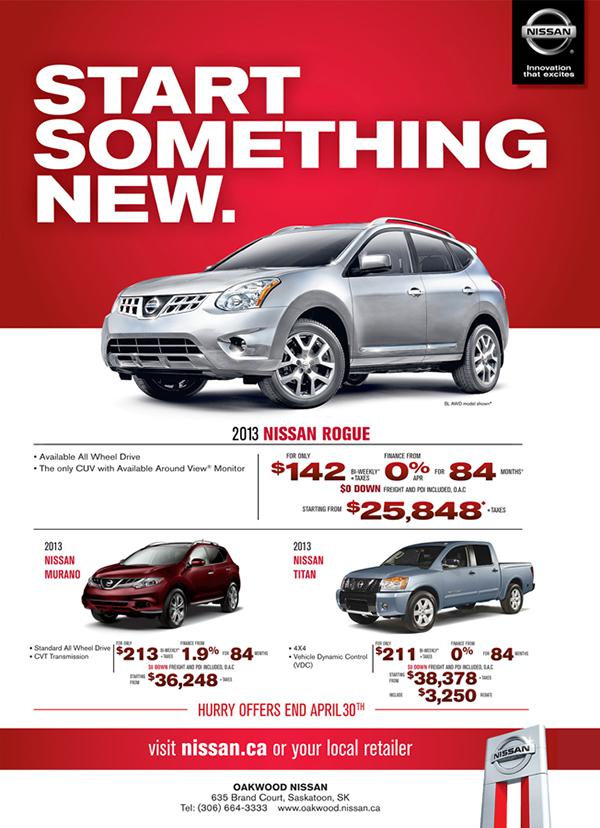 NISSAN
Innovation
that excites
START
SOMETHING
NEW.
SL AWD model shown*
2013 NISSAN ROGUE
• Available All Wheel Drive
• The only CUV with Available Around View® Monitor
FOR ONLY
$142 BI-WEEKLY* +TAXES
FINANCE FROM
0% APR FOR 84 MONTHS*
$0 DOWN FREIGHT AND PDI INCLUDED, O.A.C
STARTING FROM $25,848* +TAXES
2013
NISSAN
MURANO
• Standard All Wheel Drive
• CVT Transmission
FOR ONLY
$213 BI-WEEKLY* +TAXES
FINANCE FROM
1.9% FOR 84 MONTHS
$0 DOWN FREIGHT AND PDI INCLUDED, O.A.C
STARTING FROM $36,248 +TAXES
2013
NISSAN
TITAN
• 4X4
• Vehicle Dynamic Control
(VDC)
FOR ONLY
$211 BI-WEEKLY* +TAXES
FINANCE FROM
0% FOR 84 MONTHS
$0 DOWN FREIGHT AND PDI INCLUDED, O.A.C
STARTING FROM $38,378 +TAXES
INCLUDE $3,250 REBATE
HURRY OFFERS END APRIL 30TH
visit nissan.ca or your local retailer
NISSAN
OAKWOOD NISSAN
635 Brand Court, Saskatoon, SK
Tel: (306) 664-3333 www.oakwood.nissan.ca